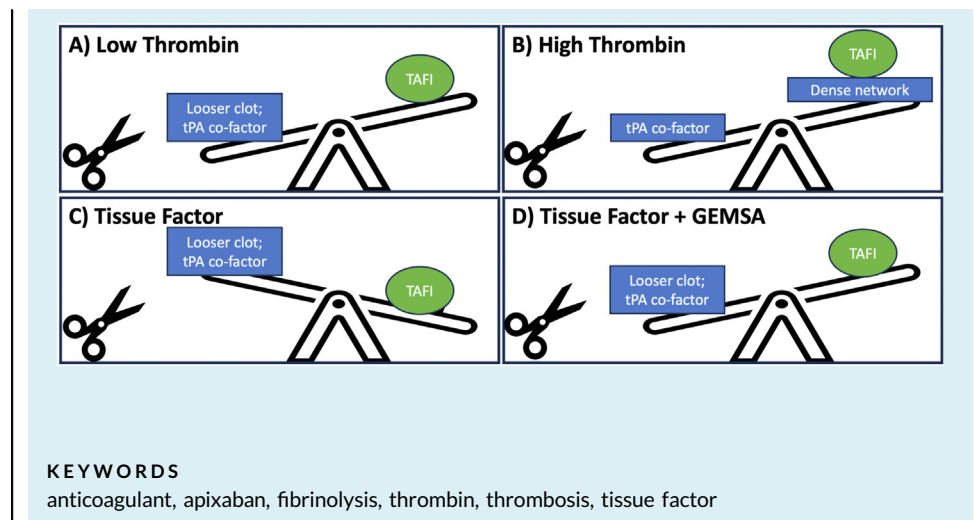 A) Low Thrombin
TAFI
Looser clot;
tPA co-factor
B) High Thrombin
TAFI
Dense network
tPA co-factor
C) Tissue Factor
Looser clot;
tPA co-factor
TAFI
D) Tissue Factor + GEMSA
TAFI
Looser clot;
tPA co-factor
KEYWORDS
anticoagulant, apixaban, fibrinolysis, thrombin, thrombosis, tissue factor